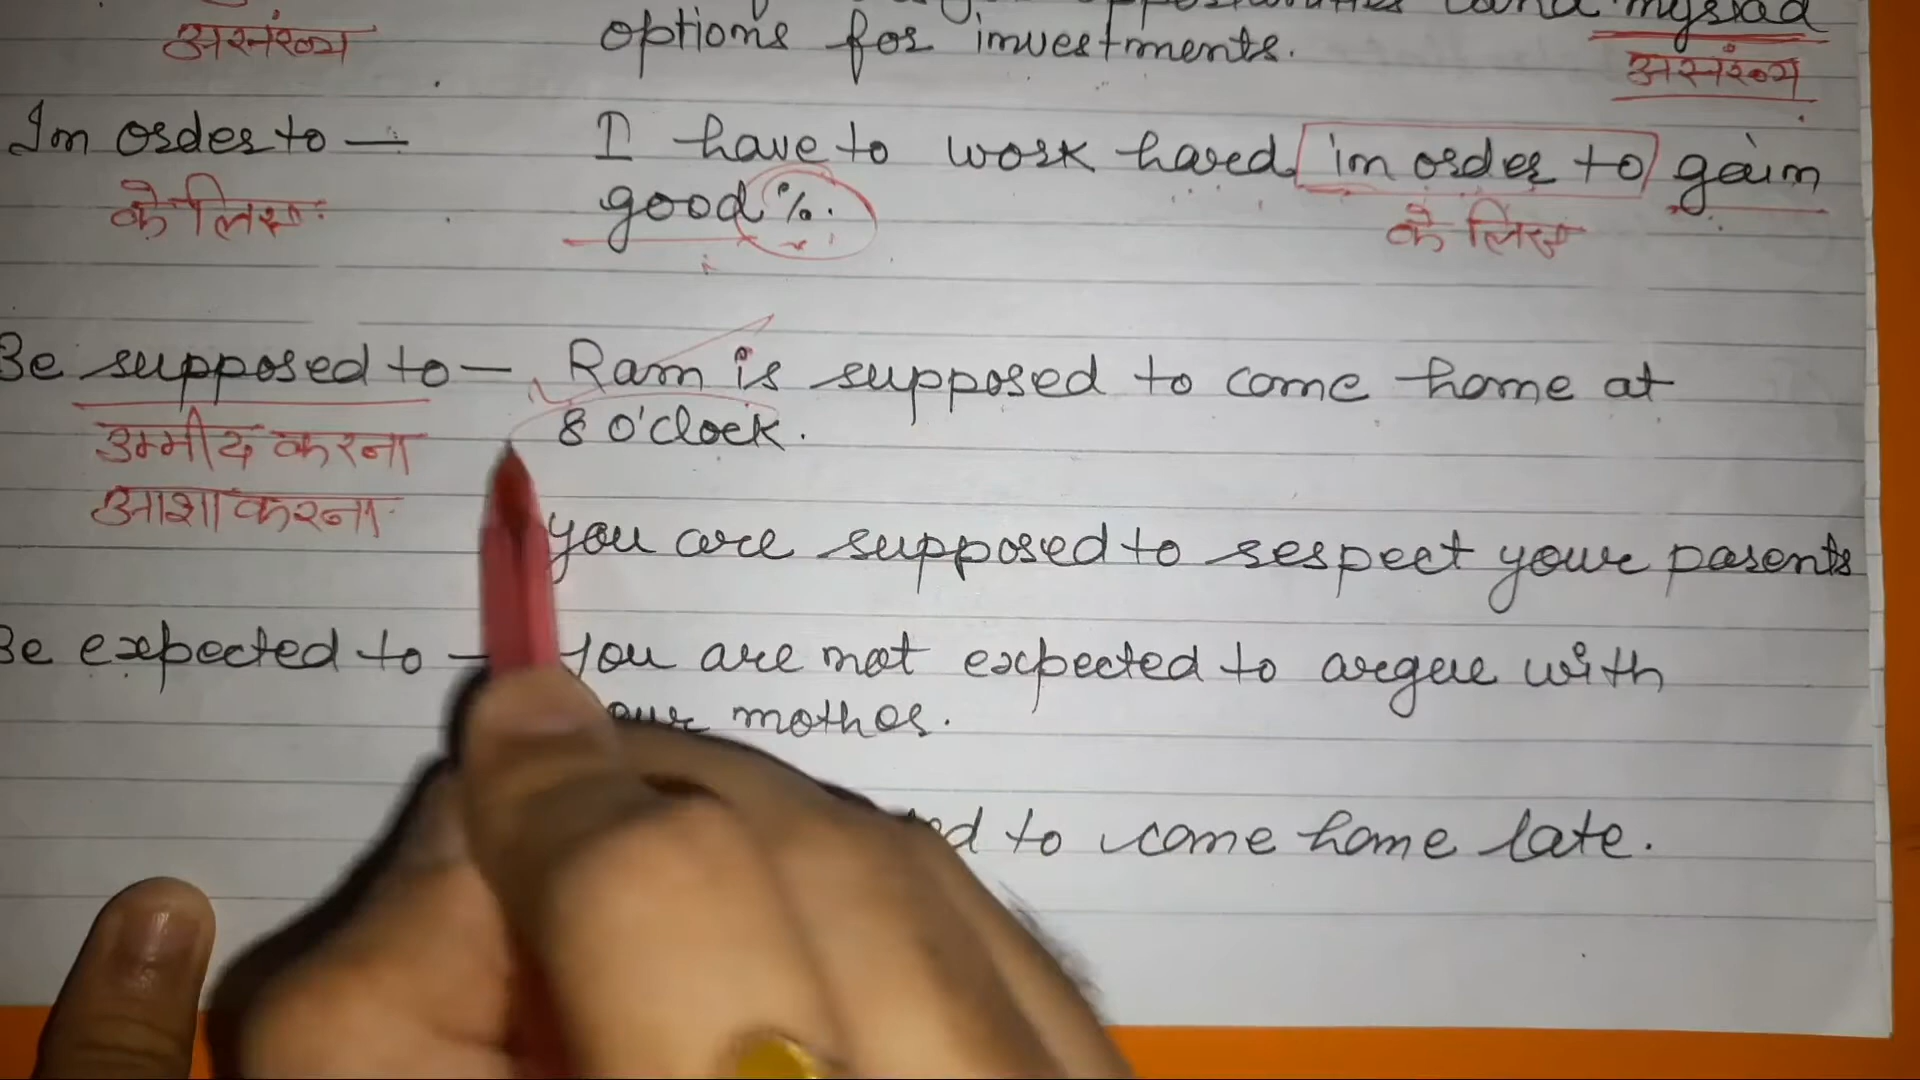 and mysad
असंख्य options for investments. असंख्य
In order to — I have to work hard in order to gain
के लिए good %. के लिए
Be supposed to — Ram is supposed to come home at
उम्मीद करना 8 o'clock.
आशा करना
you are supposed to respect your parents
Be expected to — you are not expected to argue with
mother.
to come home late.